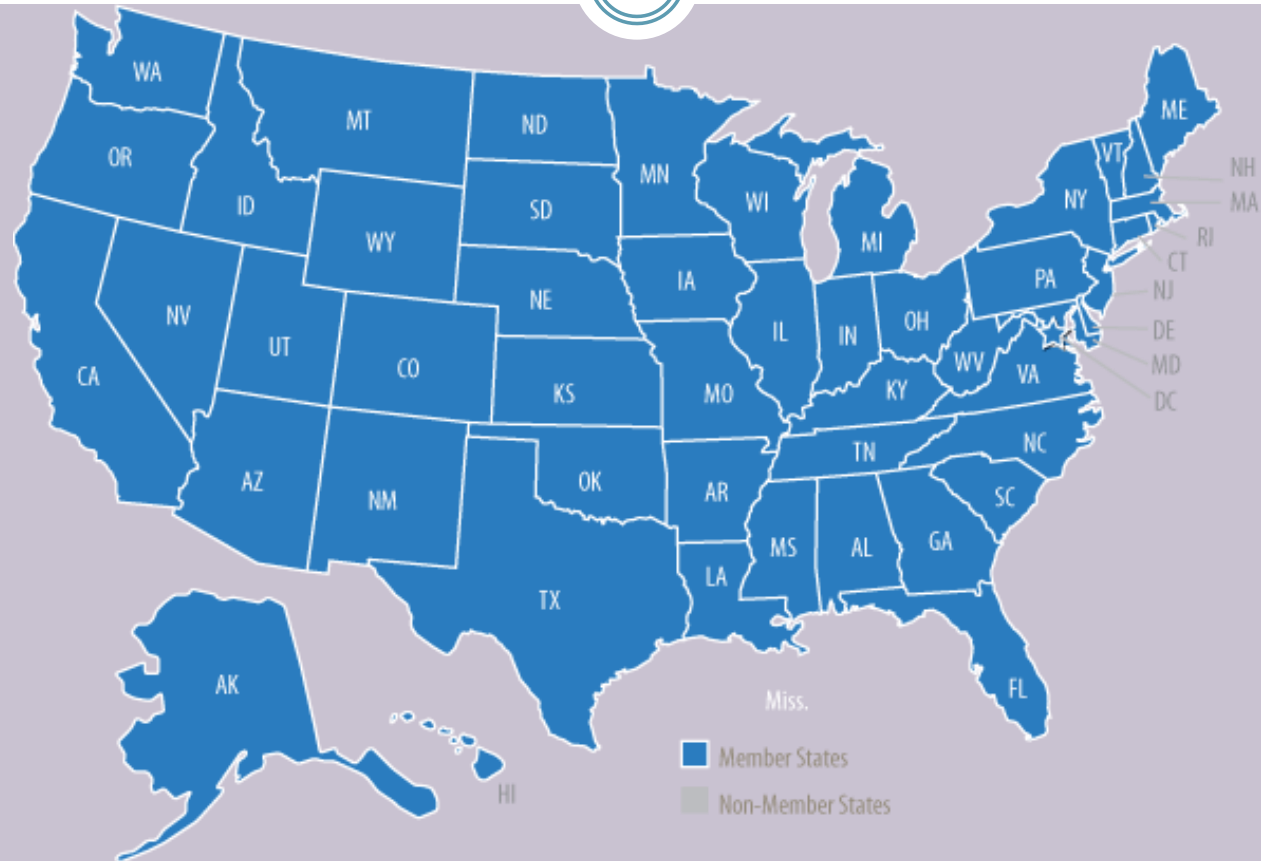 WA
MT
ND
MN
ME
OR
ID
SD
WI
VT
NH
NY
MA
WY
MI
RI
CT
NV
NE
IA
PA
NJ
UT
CO
IL
IN
OH
DE
CA
KS
MO
WV
VA
MD
KY
DC
AZ
NM
OK
AR
TN
NC
SC
TX
LA
MS
AL
GA
AK
FL
Miss.
HI
Member States
Non-Member States